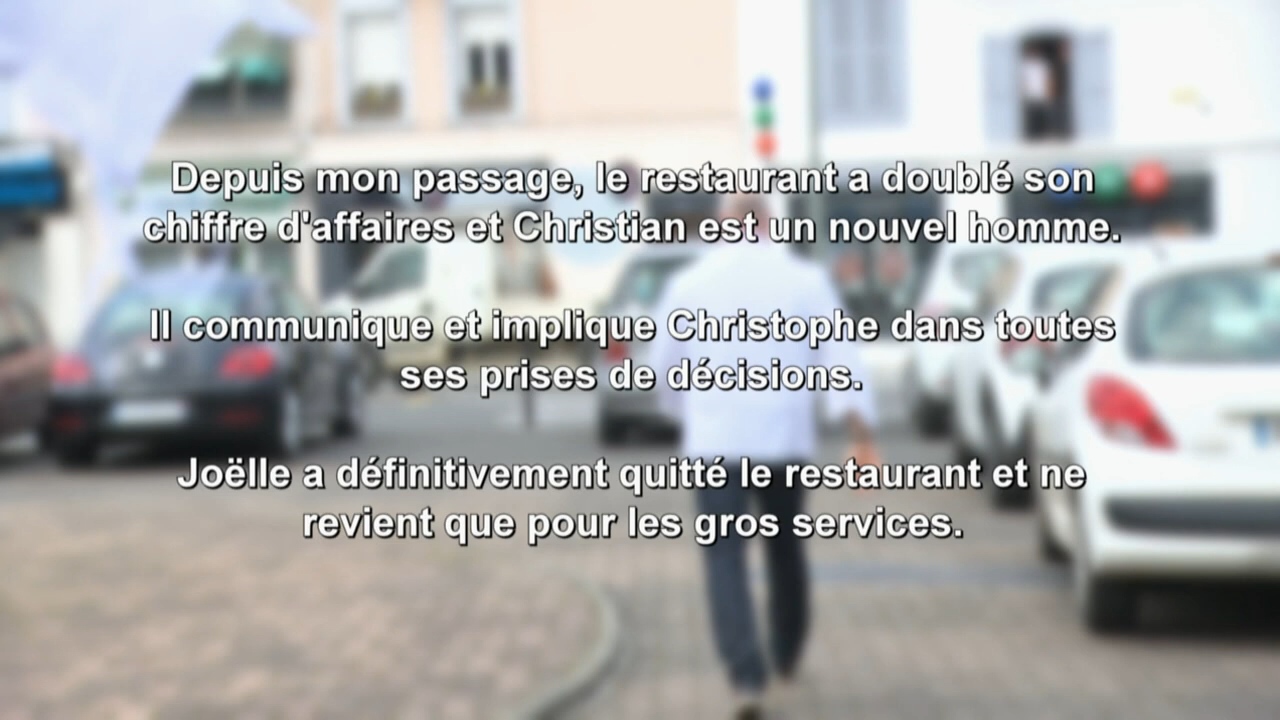 Depuis mon passage, le restaurant a doublé son
chiffre d'affaires et Christian est un nouvel homme.
Il communique et implique Christophe dans toutes
ses prises de décisions.
Joëlle a définitivement quitté le restaurant et ne
revient que pour les gros services.